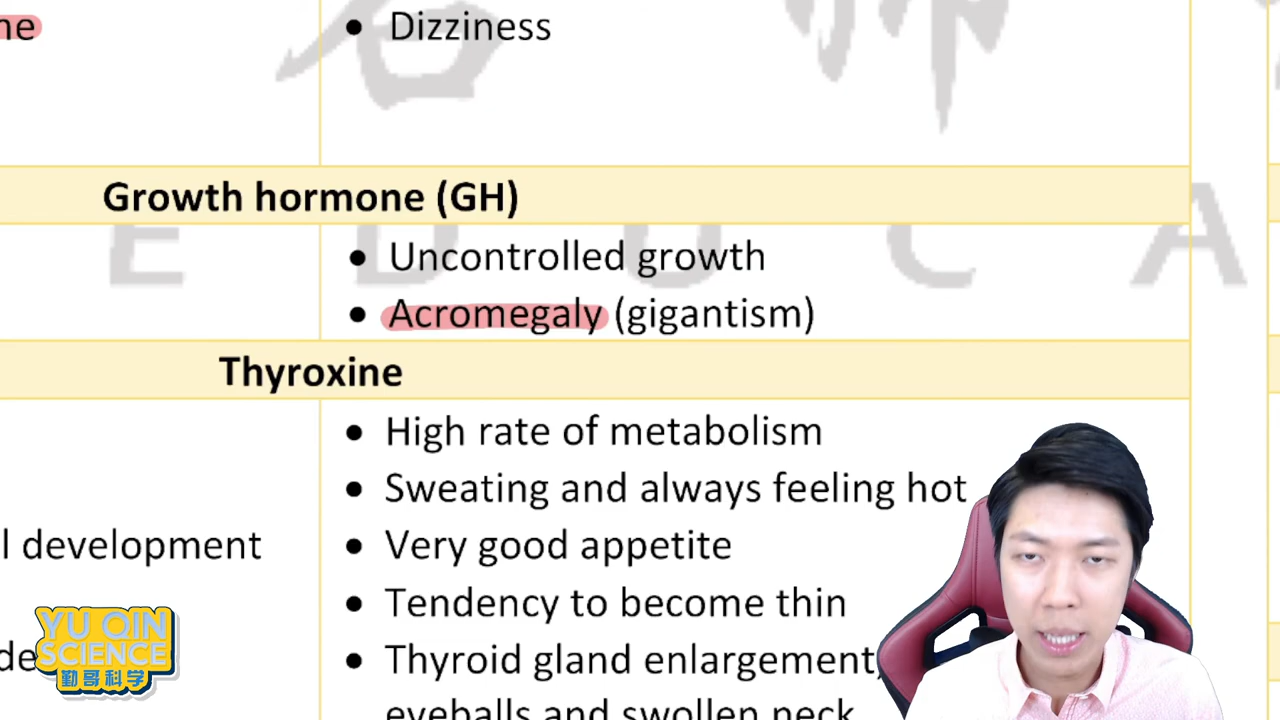 ne
Dizziness
Growth hormone (GH)
E D U C A
Uncontrolled growth
Acromegaly (gigantism)
Thyroxine
High rate of metabolism
Sweating and always feeling hot
l development
Very good appetite
Tendency to become thin
de
Thyroid gland enlargement,
eyeballs and swollen neck
YU QIN
SCIENCE
勤哥科学